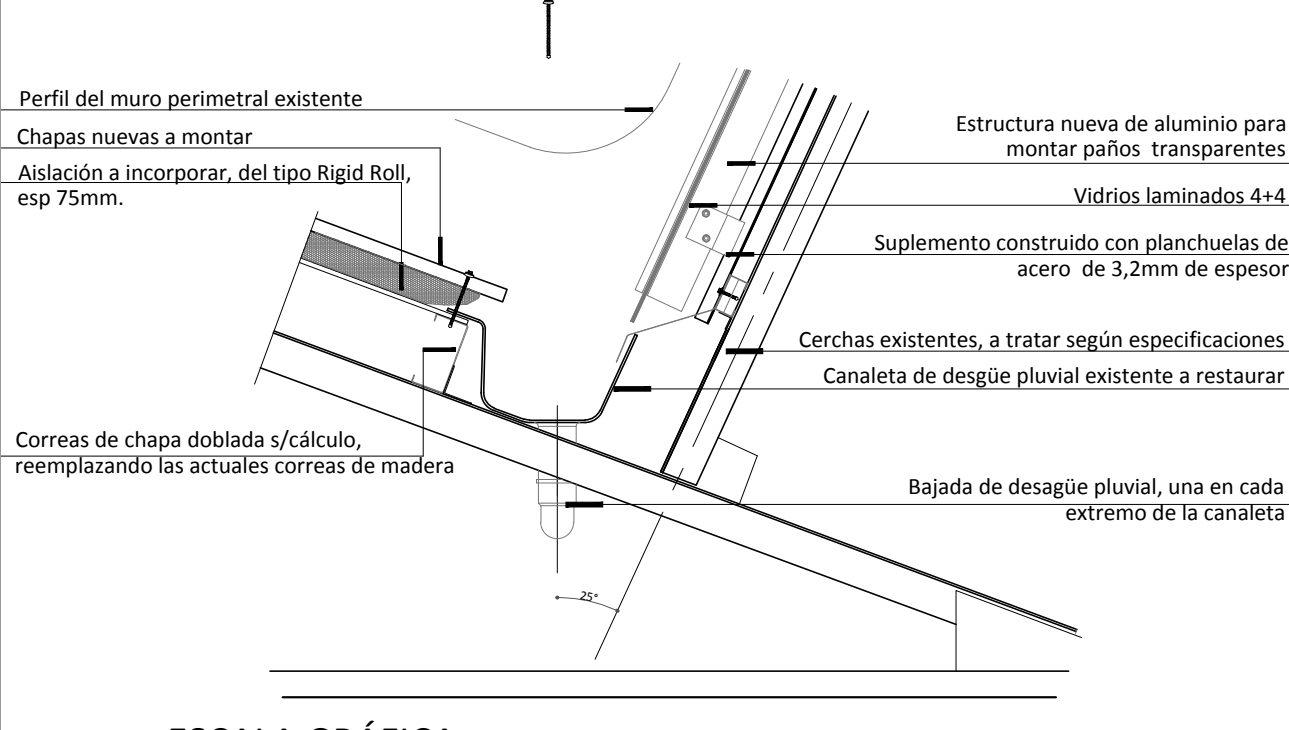 Perfil del muro perimetral existente
Chapas nuevas a montar
Aislación a incorporar, del tipo Rigid Roll,
esp 75mm.
Correas de chapa doblada s/cálculo,
reemplazando las actuales correas de madera
Estructura nueva de aluminio para
montar paños transparentes
Vidrios laminados 4+4
Suplemento construido con planchuelas de
acero de 3,2mm de espesor
Cerchas existentes, a tratar según especificaciones
Canaleta de desgüe pluvial existente a restaurar
Bajada de desagüe pluvial, una en cada
extremo de la canaleta
25°
ESCALA GRÁFICA